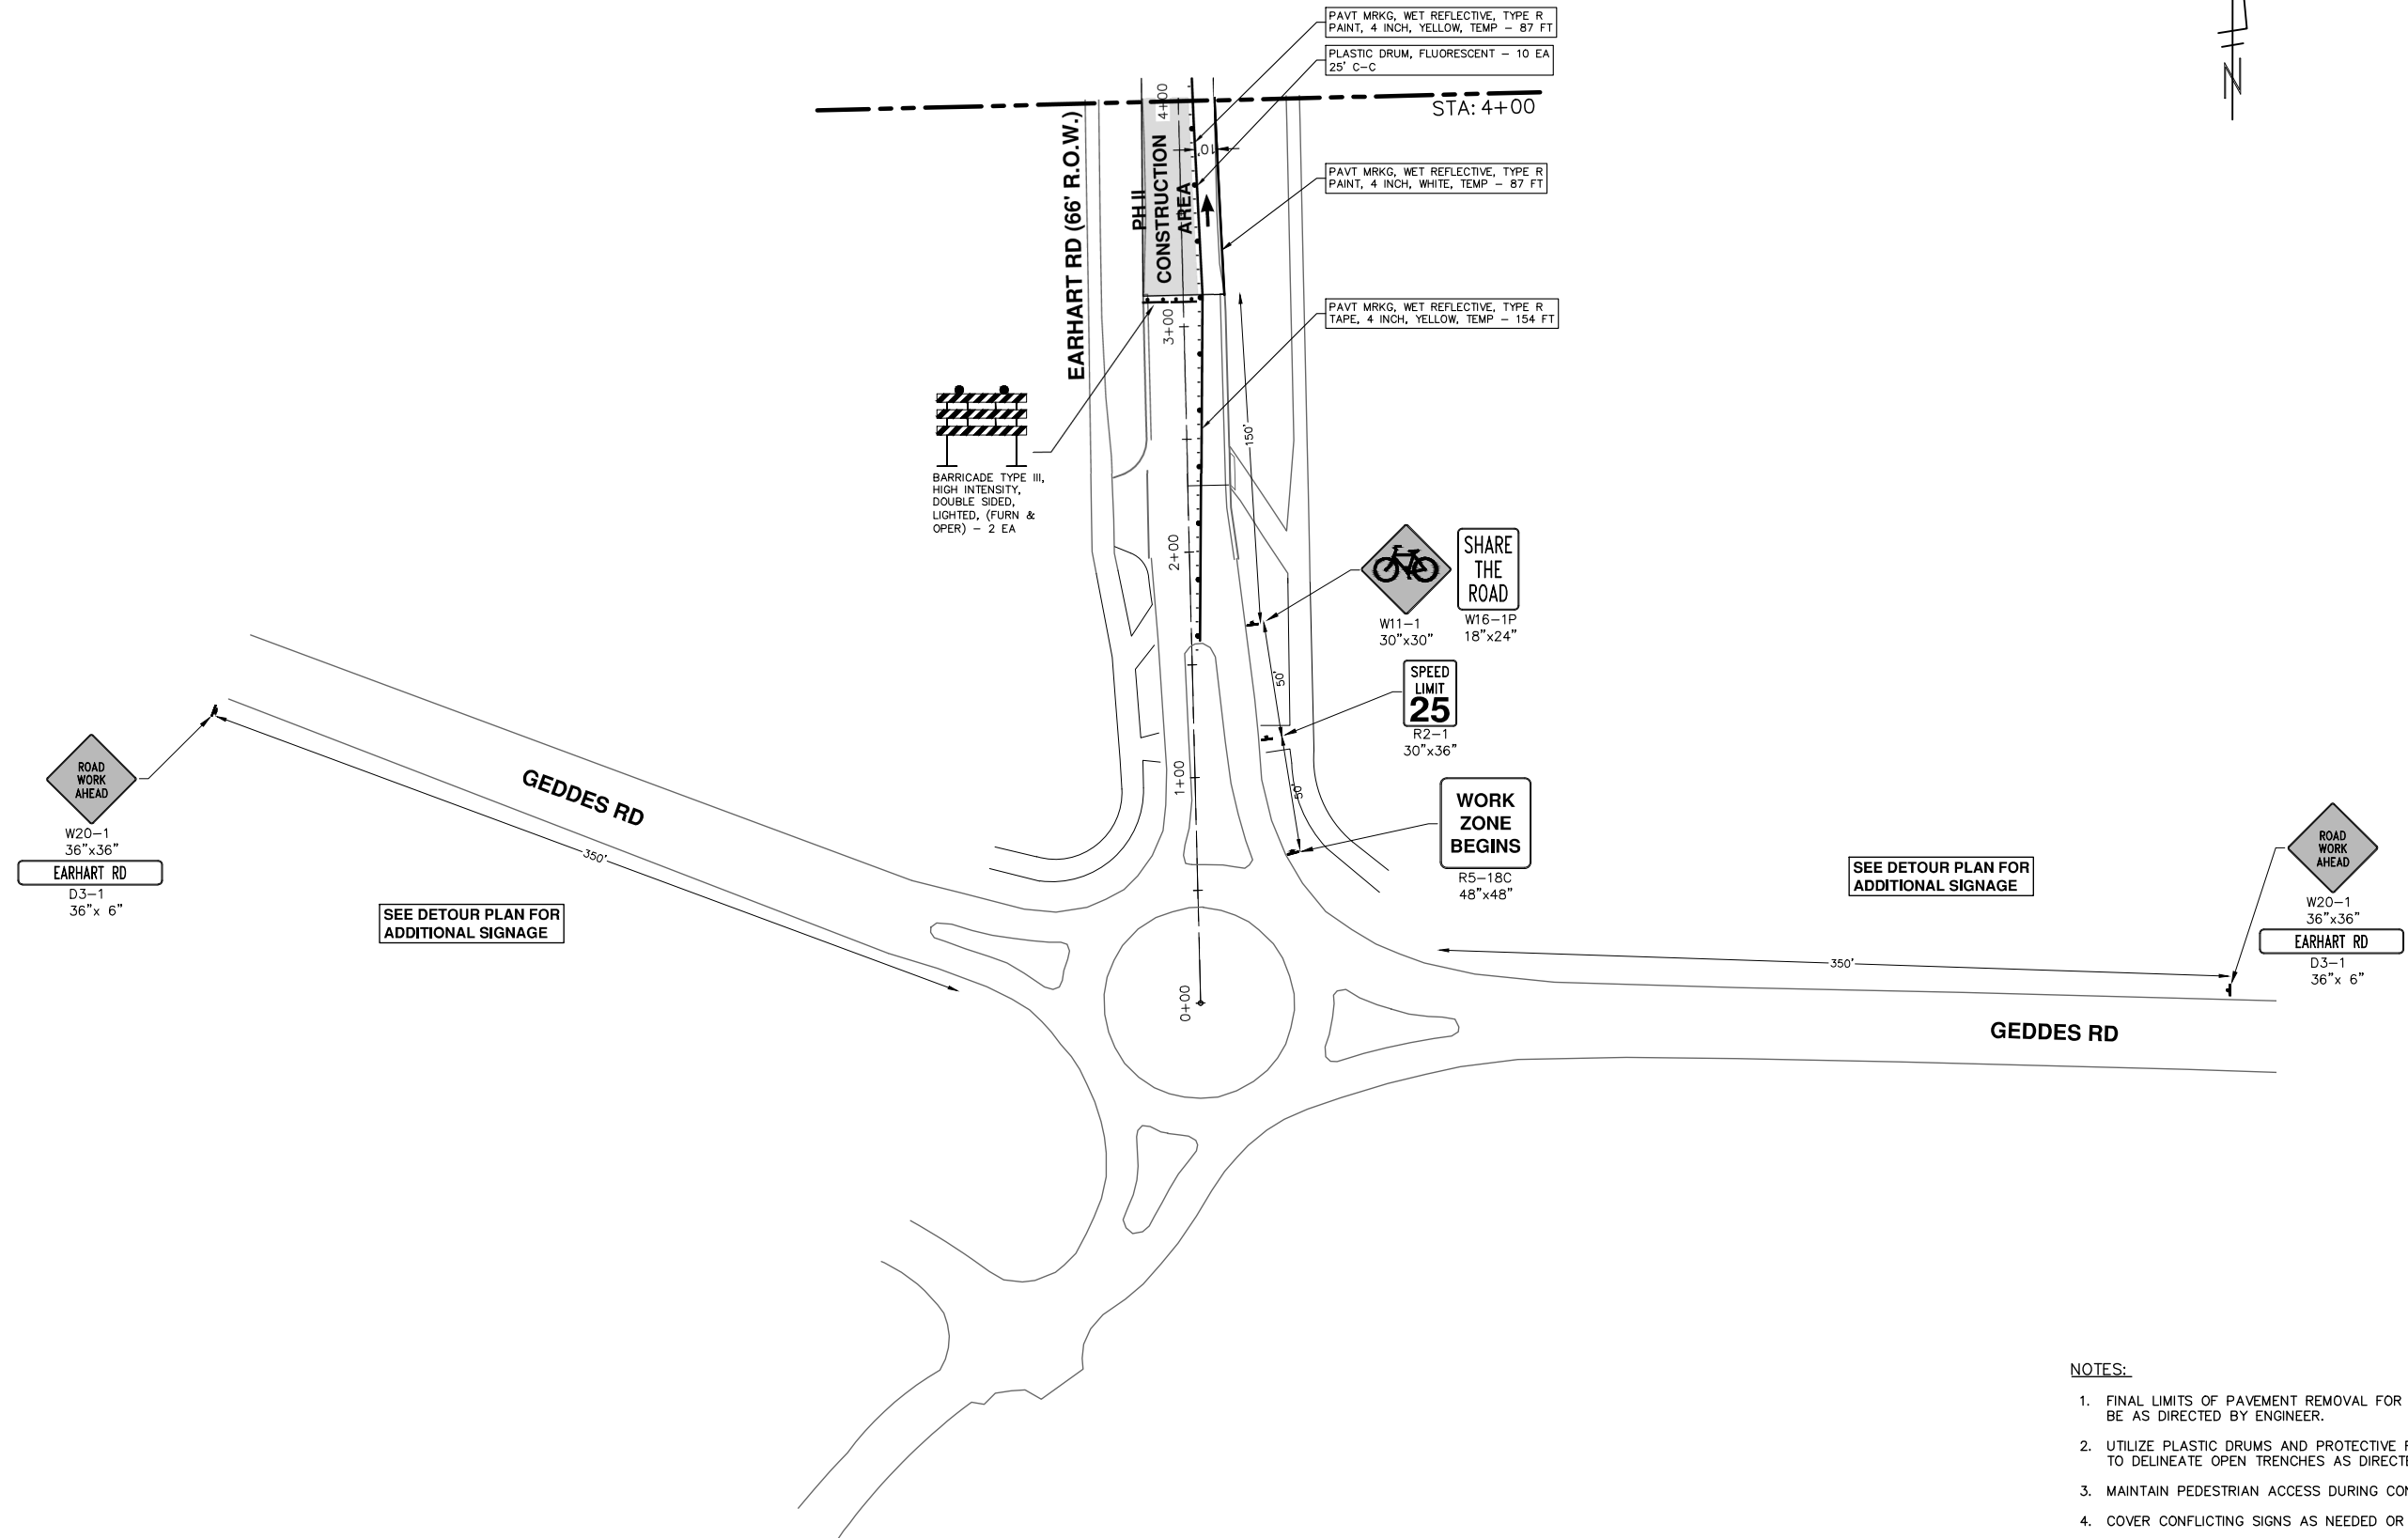 PAVT MRKG, WET REFLECTIVE, TYPE R
PAINT, 4 INCH, YELLOW, TEMP – 87 FT
PLASTIC DRUM, FLUORESCENT – 10 EA
25' C–C
N
STA: 4+00
4+00
EARHART RD (66' R.O.W.)
PH II
CONSTRUCTION
AREA
10'
PAVT MRKG, WET REFLECTIVE, TYPE R
PAINT, 4 INCH, WHITE, TEMP – 87 FT
PAVT MRKG, WET REFLECTIVE, TYPE R
TAPE, 4 INCH, YELLOW, TEMP – 154 FT
3+00
150'
BARRICADE TYPE III,
HIGH INTENSITY,
DOUBLE SIDED,
LIGHTED, (FURN &
OPER) – 2 EA
2+00
SHARE
THE
ROAD
W11–1
30"x30"
W16–1P
18"x24"
50'
SPEED
LIMIT
25
R2–1
30"x36"
1+00
50'
WORK
ZONE
BEGINS
R5–18C
48"x48"
ROAD
WORK
AHEAD
W20–1
36"x36"
EARHART RD
D3–1
36"x 6"
GEDDES RD
350'
SEE DETOUR PLAN FOR
ADDITIONAL SIGNAGE
SEE DETOUR PLAN FOR
ADDITIONAL SIGNAGE
ROAD
WORK
AHEAD
W20–1
36"x36"
EARHART RD
D3–1
36"x 6"
350'
0+00
GEDDES RD
NOTES:
1. FINAL LIMITS OF PAVEMENT REMOVAL FOR
BE AS DIRECTED BY ENGINEER.
2. UTILIZE PLASTIC DRUMS AND PROTECTIVE
TO DELINEATE OPEN TRENCHES AS
3. MAINTAIN PEDESTRIAN ACCESS DURING
4. COVER CONFLICTING SIGNS AS NEEDED OR